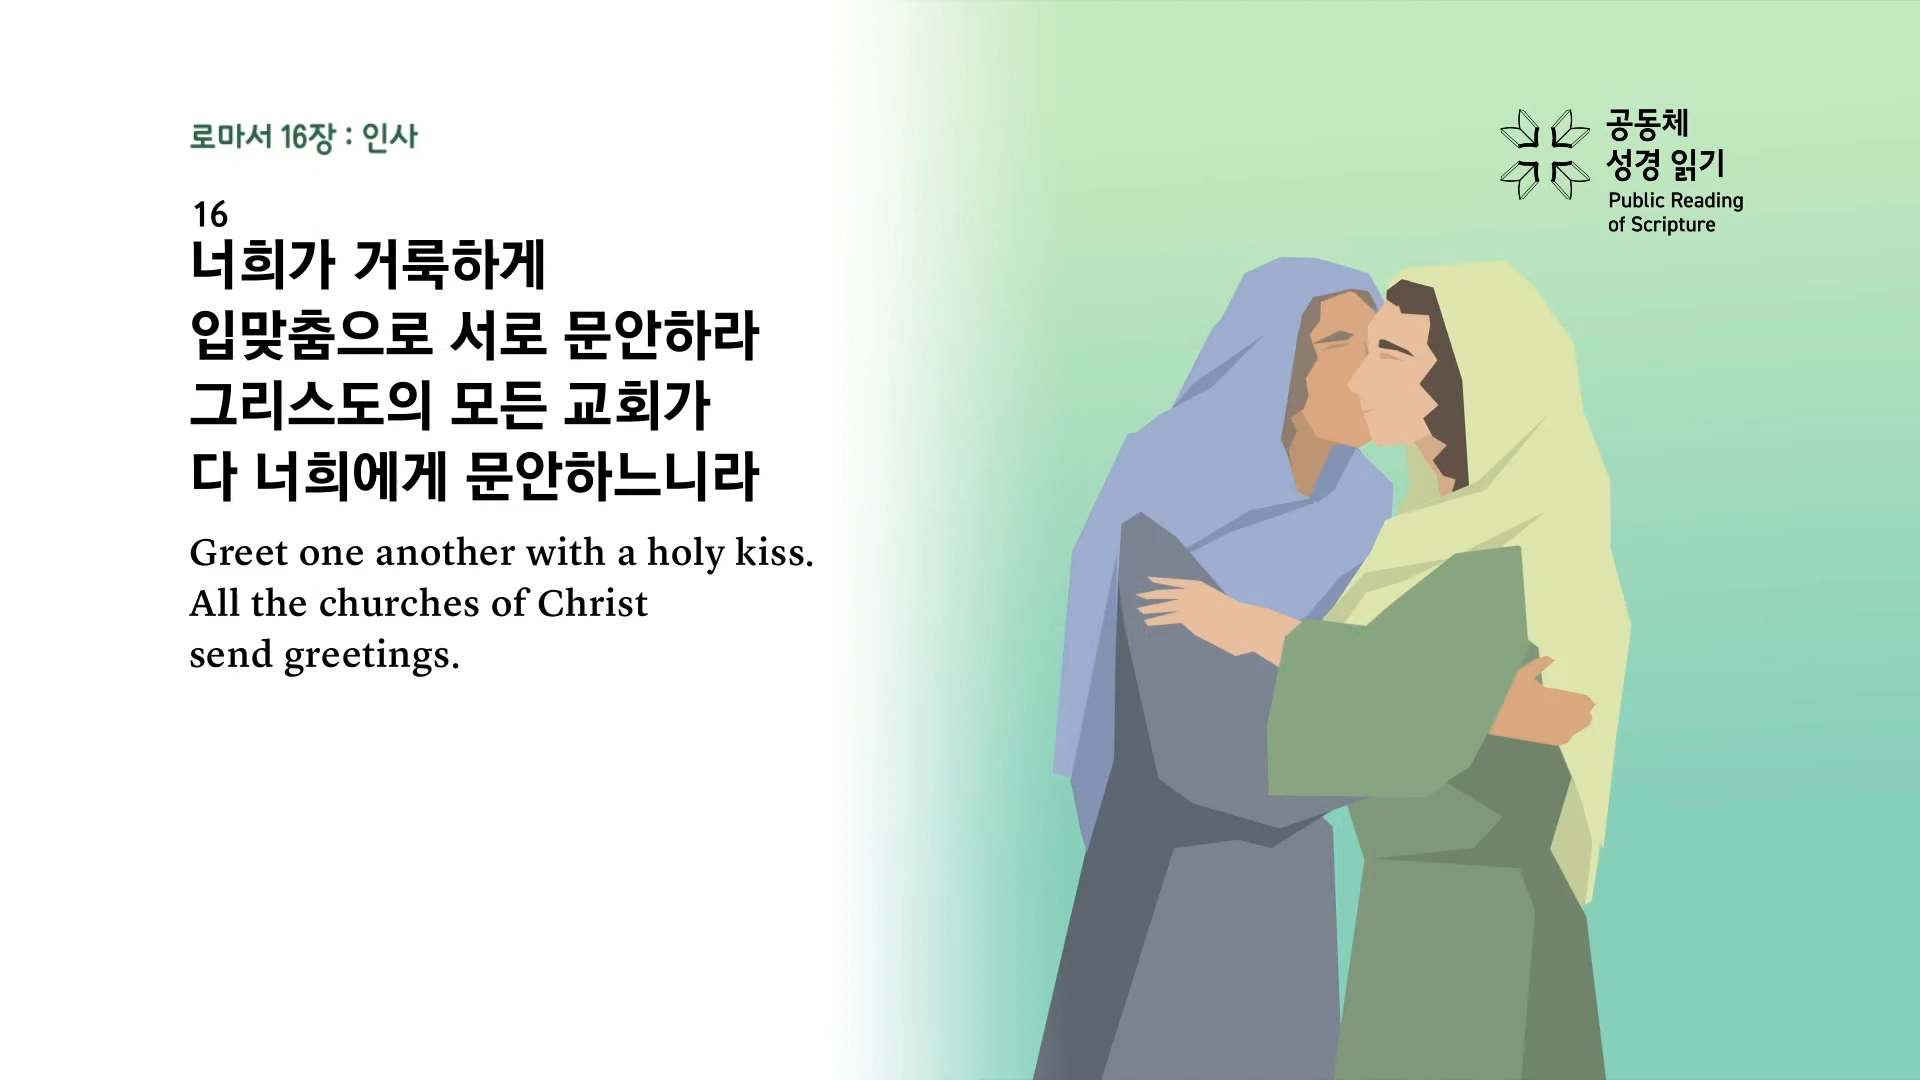 로마서 16장 : 인사
16
너희가 거룩하게
입맞춤으로 서로 문안하라
그리스도의 모든 교회가
다 너희에게 문안하느니라
Greet one another with a holy kiss.
All the churches of Christ
send greetings.
공동체
성경 읽기
Public Reading
of Scripture